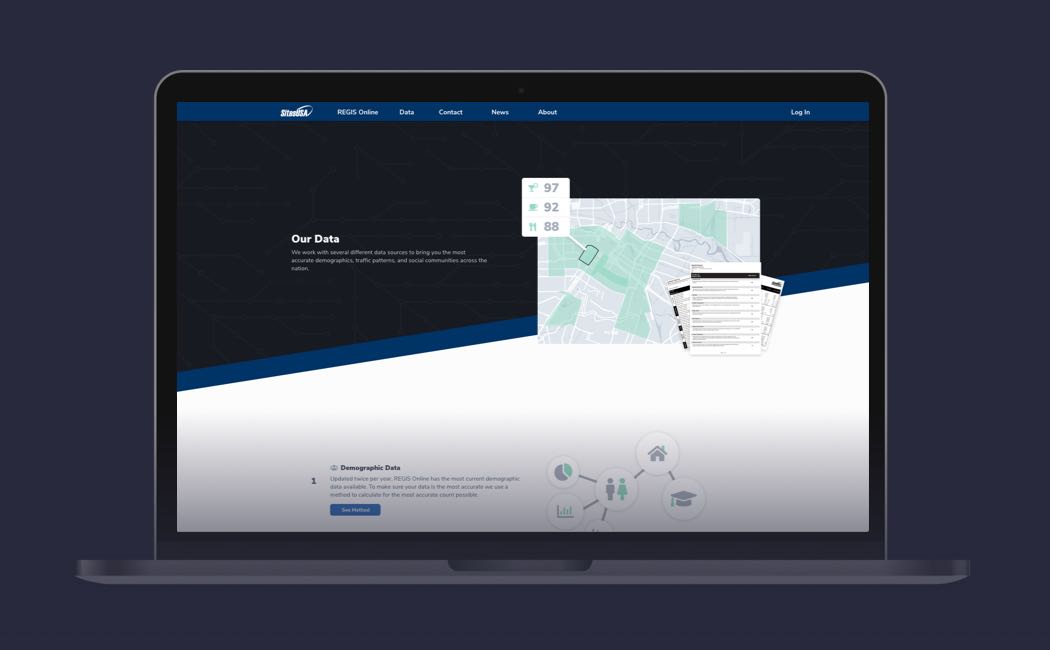 SitesUSA
REGIS Online
Data
Contact
News
About
Log In
97
92
88
Our Data
We work with several different data sources to bring you the most
accurate demographics, traffic patterns, and social communities across the
nation.
1
Demographic Data
Updated twice per year, REGIS Online has the most current demographic
data available. To make sure your data is the most accurate we use a
method to calculate for the most accurate count possible.
See Method